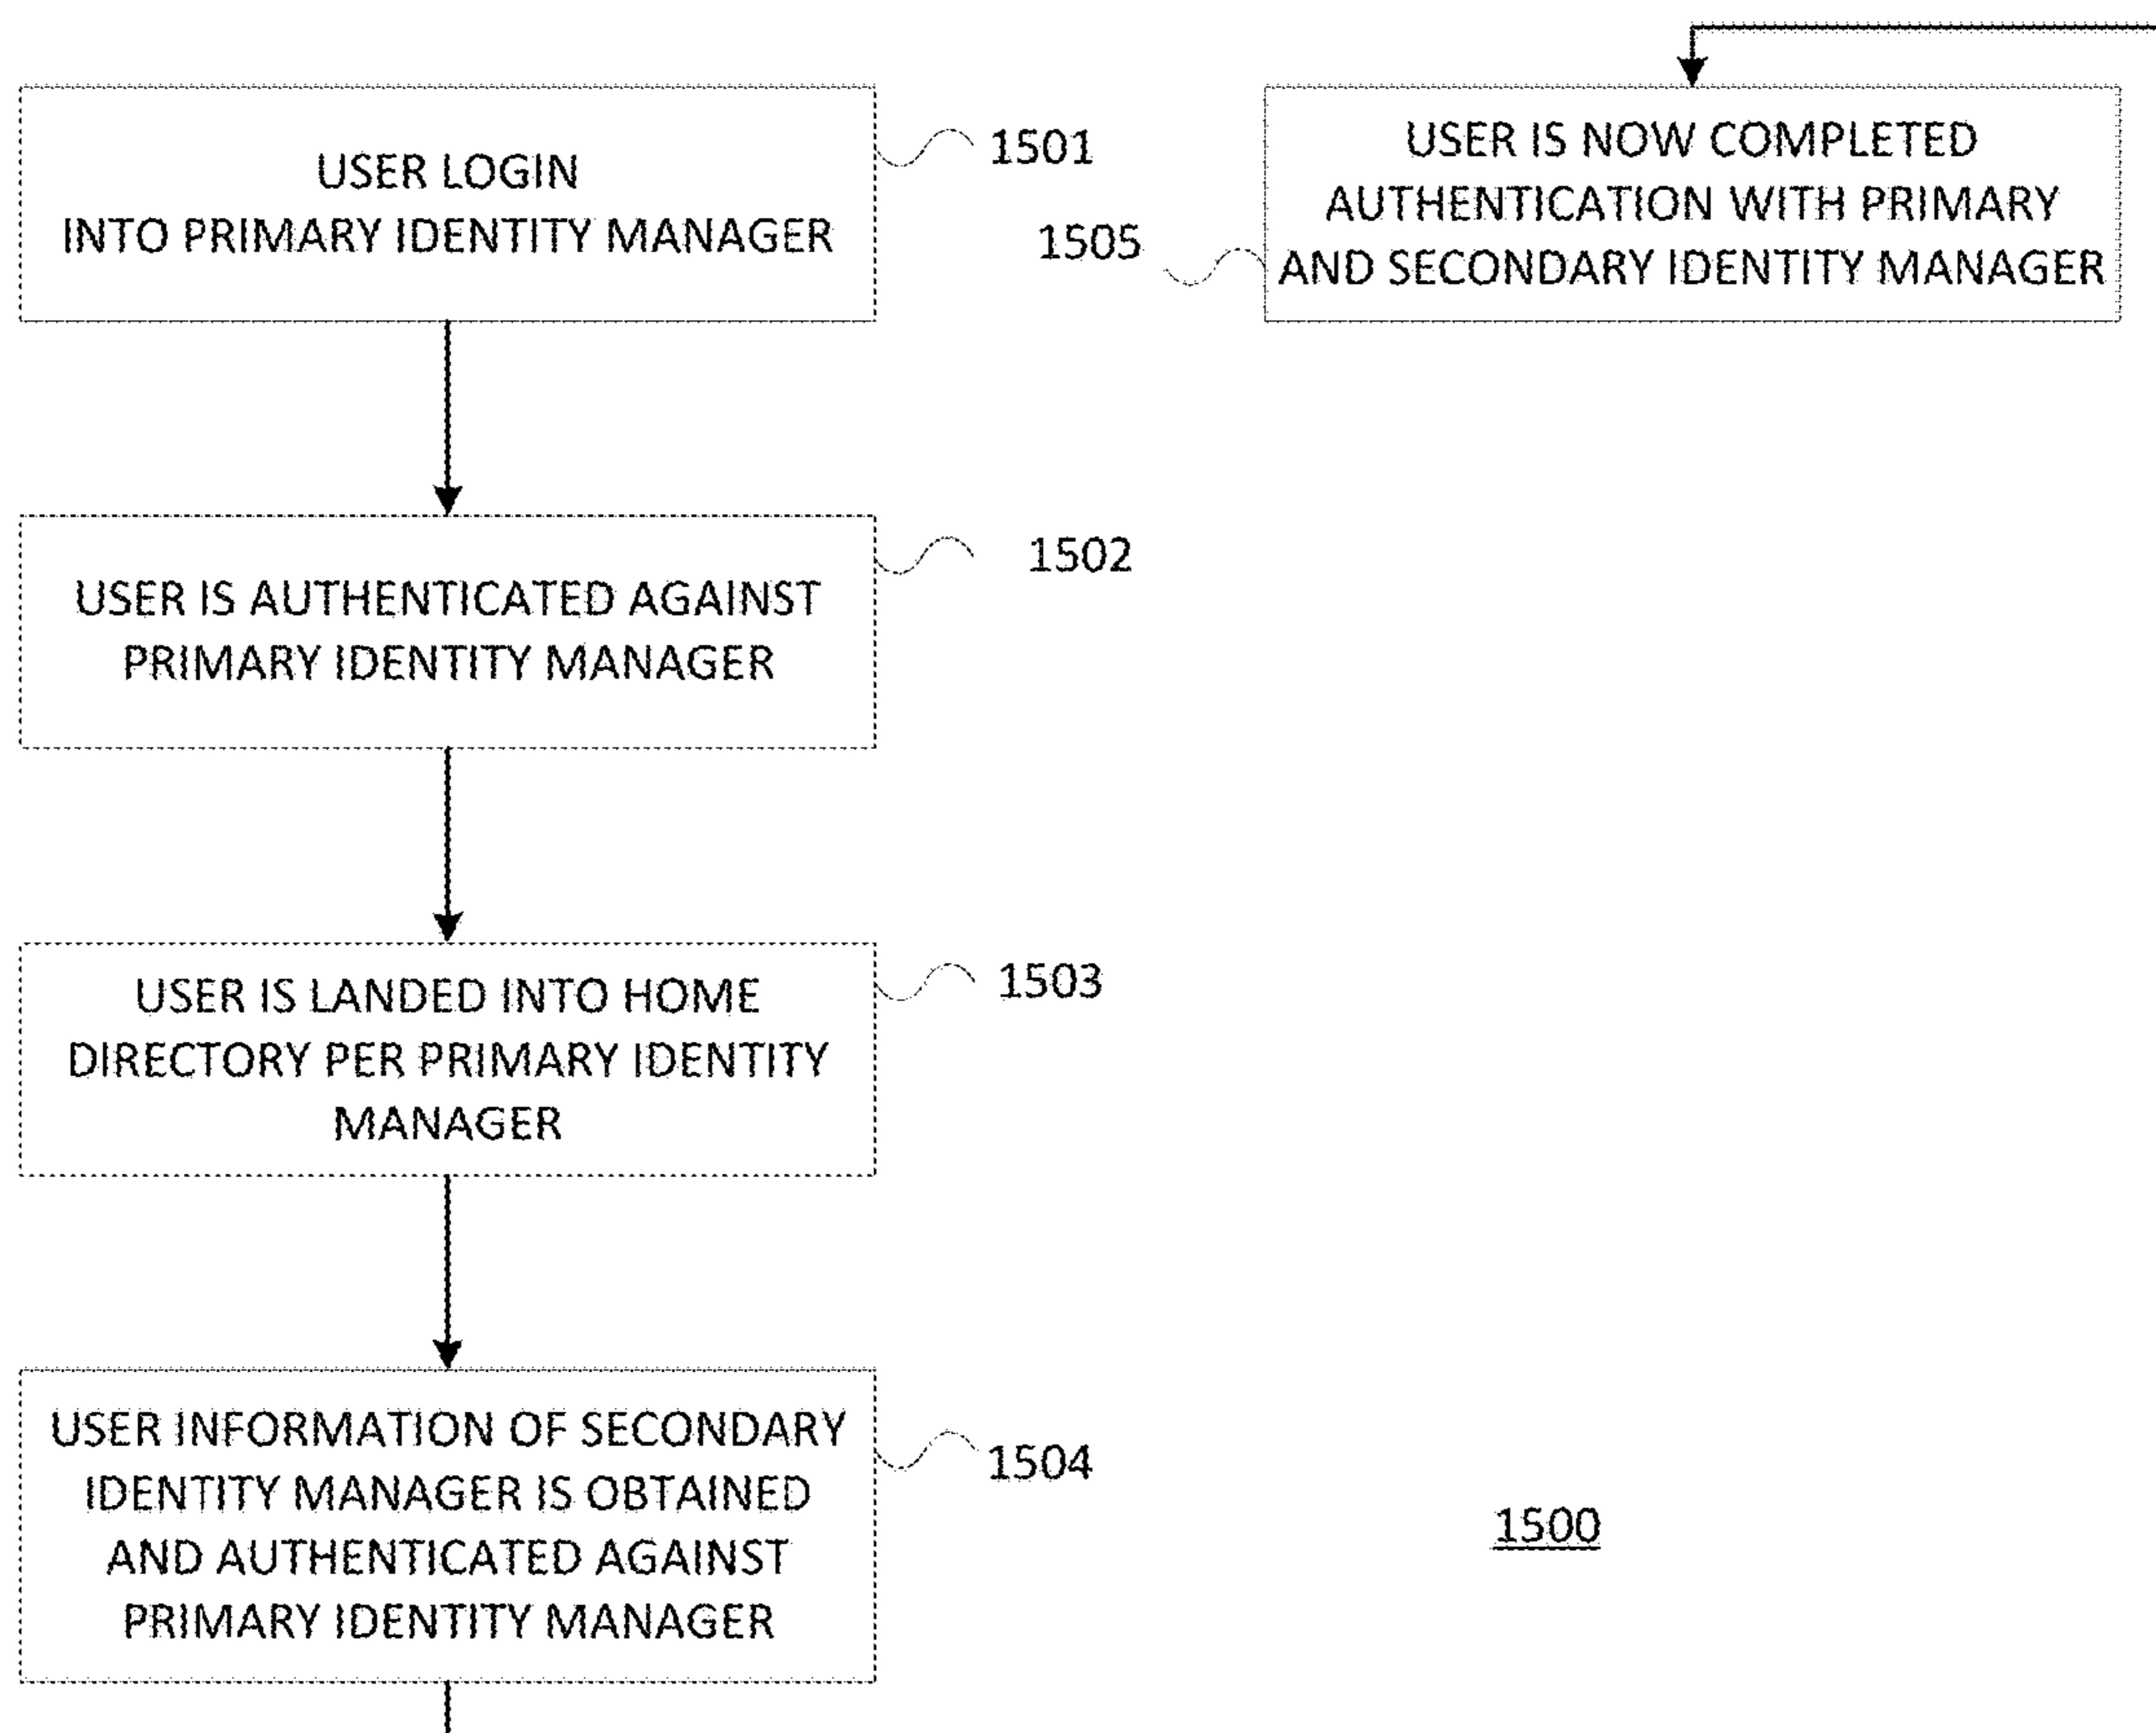 USER LOGIN
INTO PRIMARY IDENTITY MANAGER
1501
USER IS AUTHENTICATED AGAINST
PRIMARY IDENTITY MANAGER
1502
USER IS LANDED INTO HOME
DIRECTORY PER PRIMARY IDENTITY
MANAGER
1503
USER INFORMATION OF SECONDARY
IDENTITY MANAGER IS OBTAINED
AND AUTHENTICATED AGAINST
PRIMARY IDENTITY MANAGER
1504
USER IS NOW COMPLETED
AUTHENTICATION WITH PRIMARY
AND SECONDARY IDENTITY MANAGER
1505
1500